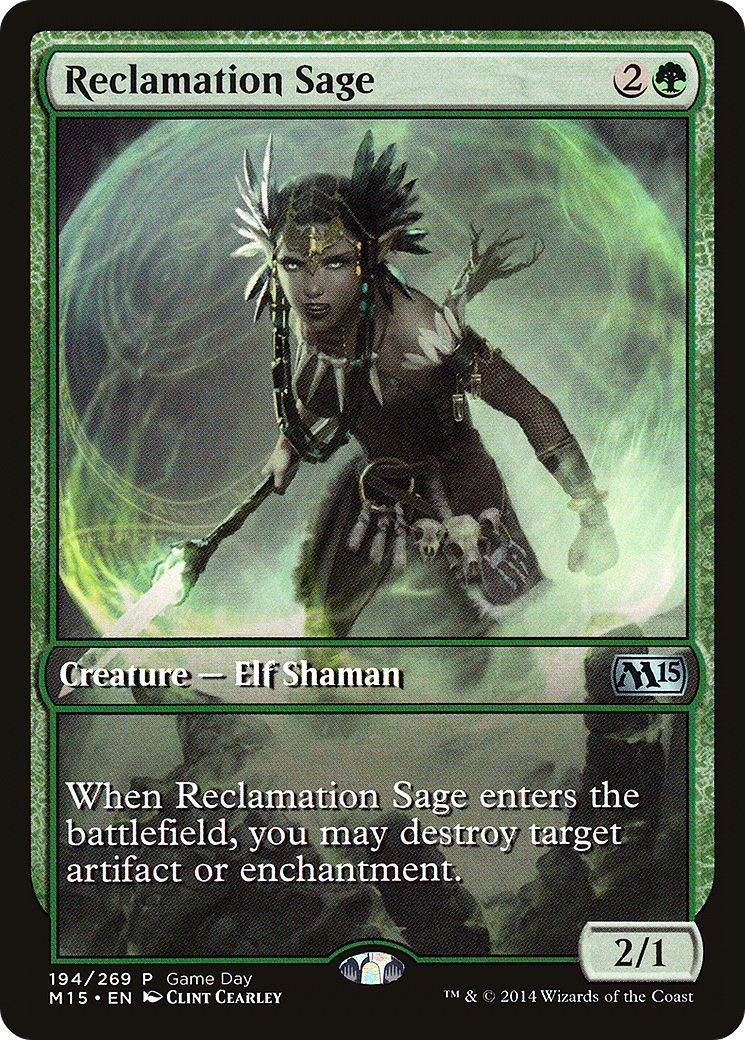 Reclamation Sage 2
Creature — Elf Shaman M15
When Reclamation Sage enters the
battlefield, you may destroy target
artifact or enchantment.
2/1
194/269 P Game Day
M15 • EN Clint Cearley ™ & © 2014 Wizards of the Coast